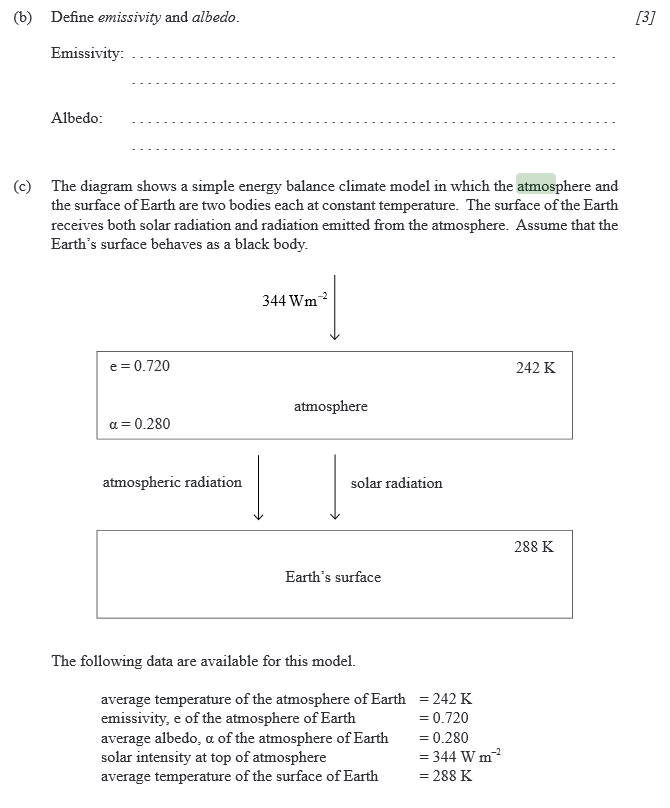 (b) Define emissivity and albedo. [3]
Emissivity: . . . . . . . . . . . . . . . . . . . . . . . . . . . . . . . . . . . . . . . . . . . . . . . . . . . . . . . . . . . . . . . . . . . . . .
. . . . . . . . . . . . . . . . . . . . . . . . . . . . . . . . . . . . . . . . . . . . . . . . . . . . . . . . . . . . . . . . . . . . . .
Albedo: . . . . . . . . . . . . . . . . . . . . . . . . . . . . . . . . . . . . . . . . . . . . . . . . . . . . . . . . . . . . . . . . . . . . . .
. . . . . . . . . . . . . . . . . . . . . . . . . . . . . . . . . . . . . . . . . . . . . . . . . . . . . . . . . . . . . . . . . . . . . .
(c) The diagram shows a simple energy balance climate model in which the atmosphere and
the surface of Earth are two bodies each at constant temperature. The surface of the Earth
receives both solar radiation and radiation emitted from the atmosphere. Assume that the
Earth's surface behaves as a black body.
344 Wm⁻²
e = 0.720 242 K
atmosphere
α = 0.280
atmospheric radiation solar radiation
288 K
Earth's surface
The following data are available for this model.
average temperature of the atmosphere of Earth = 242 K
emissivity, e of the atmosphere of Earth = 0.720
average albedo, α of the atmosphere of Earth = 0.280
solar intensity at top of atmosphere = 344 W m⁻²
average temperature of the surface of Earth = 288 K